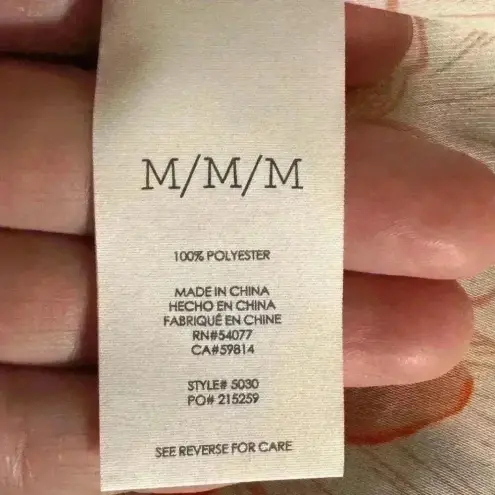 M/M/M
100% POLYESTER
MADE IN CHINA
HECHO EN CHINA
FABRIQUÉ EN CHINE
RN#54077
CA#59814
STYLE# 5030
PO# 215259
SEE REVERSE FOR CARE